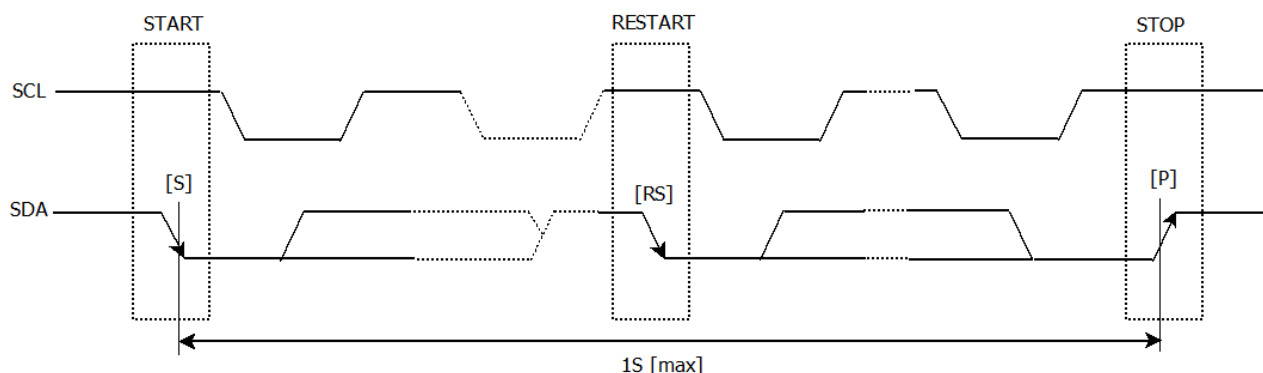 START RESTART STOP
SCL
[S] [RS] [P]
SDA
1S [max]